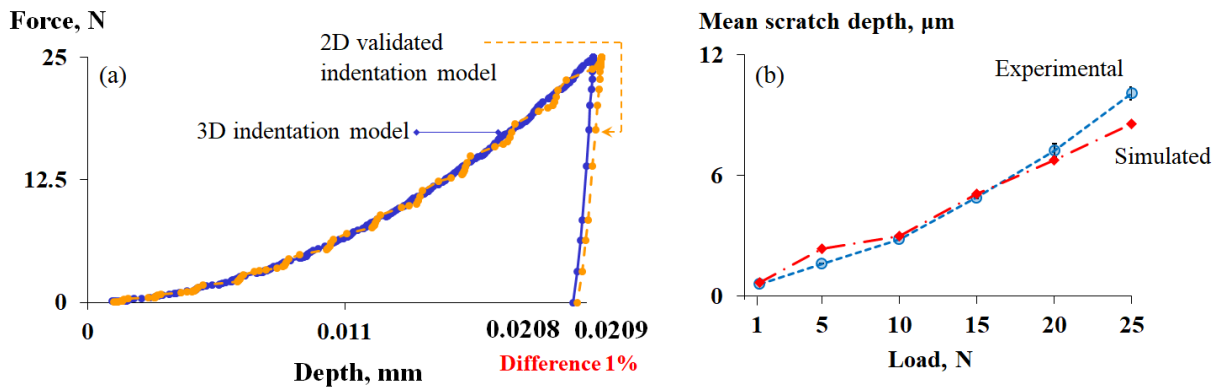 Force, N
25
(a)
2D validated
indentation model
3D indentation model
12.5
0
0
0.011
0.0208
0.0209
Depth, mm
Difference 1%
Mean scratch depth, µm
12
(b)
Experimental
6
Simulated
0
1
5
10
15
20
25
Load, N